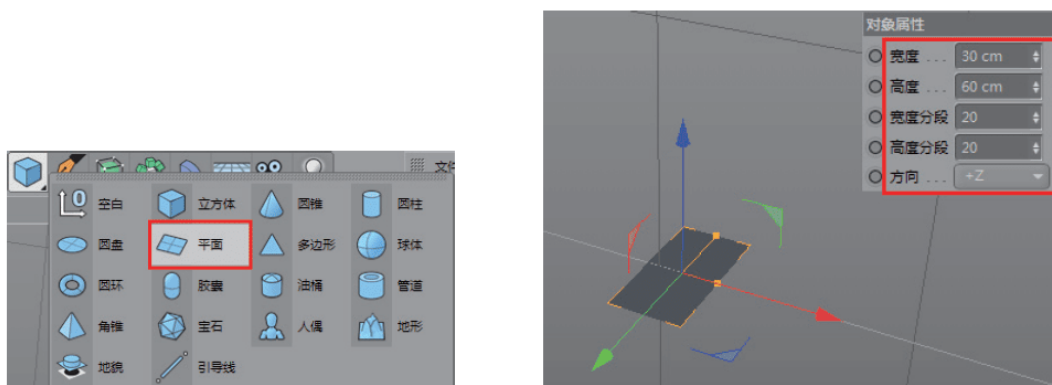 文件
空白 立方体 圆锥 圆柱
圆盘 平面 多边形 球体
圆环 胶囊 油桶 管道
角锥 宝石 人偶 地形
地貌 引导线
对象属性
宽度 . . . 30 cm
高度 . . . 60 cm
宽度分段 20
高度分段 20
方向 . . . +Z